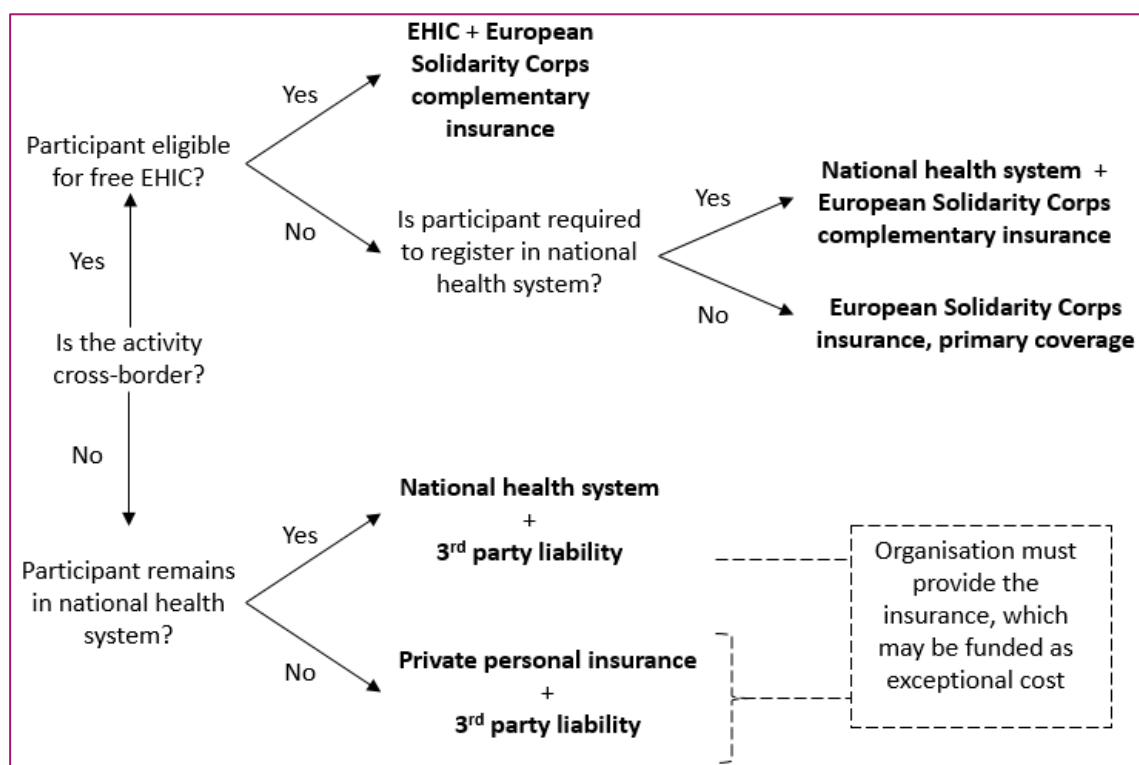 EHIC + European
Solidarity Corps
complementary
insurance
Yes
Participant eligible
for free EHIC?
No
National health system +
European Solidarity Corps
complementary insurance
Yes
Is participant required
to register in national
health system?
No
European Solidarity Corps
insurance, primary coverage
Yes
Is the activity
cross-border?
No
National health system
+
3rd party liability
Yes
Participant remains
in national health
system?
No
Private personal insurance
+
3rd party liability
Organisation must
provide the
insurance, which
may be funded as
exceptional cost